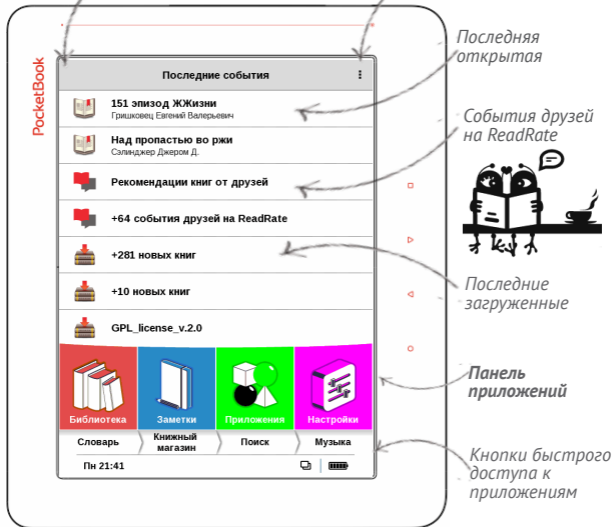 PocketBook
Последние события
151 эпизод ЖЖизни
Гришковец Евгений Валерьевич
Над пропастью во ржи
Сэлинджер Джером Д.
Рекомендации книг от друзей
+64 события друзей на ReadRate
+281 новых книг
+10 новых книг
GPL_license_v.2.0
Библиотека
Заметки
Приложения
Настройки
Словарь
Книжный
магазин
Поиск
Музыка
Пн 21:41
Последняя
открытая
События друзей
на ReadRate
Последние
загруженные
Панель
приложений
Кнопки быстрого
доступа к
приложениям